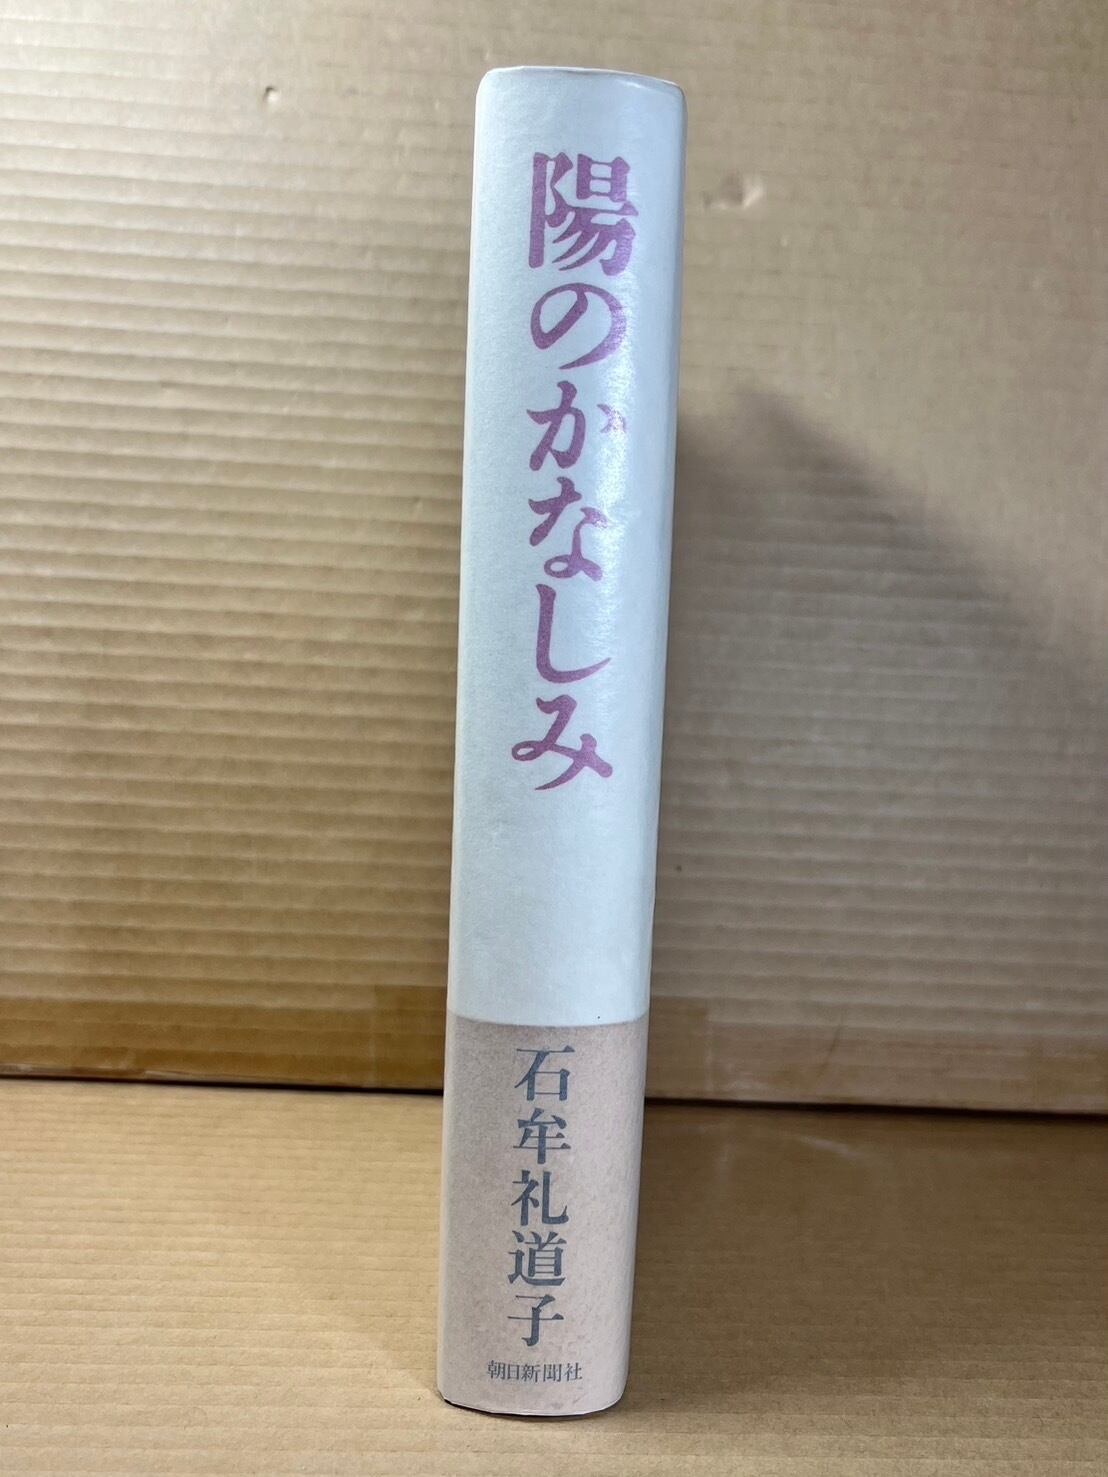 陽のかなしみ
石牟礼道子
朝日新聞社